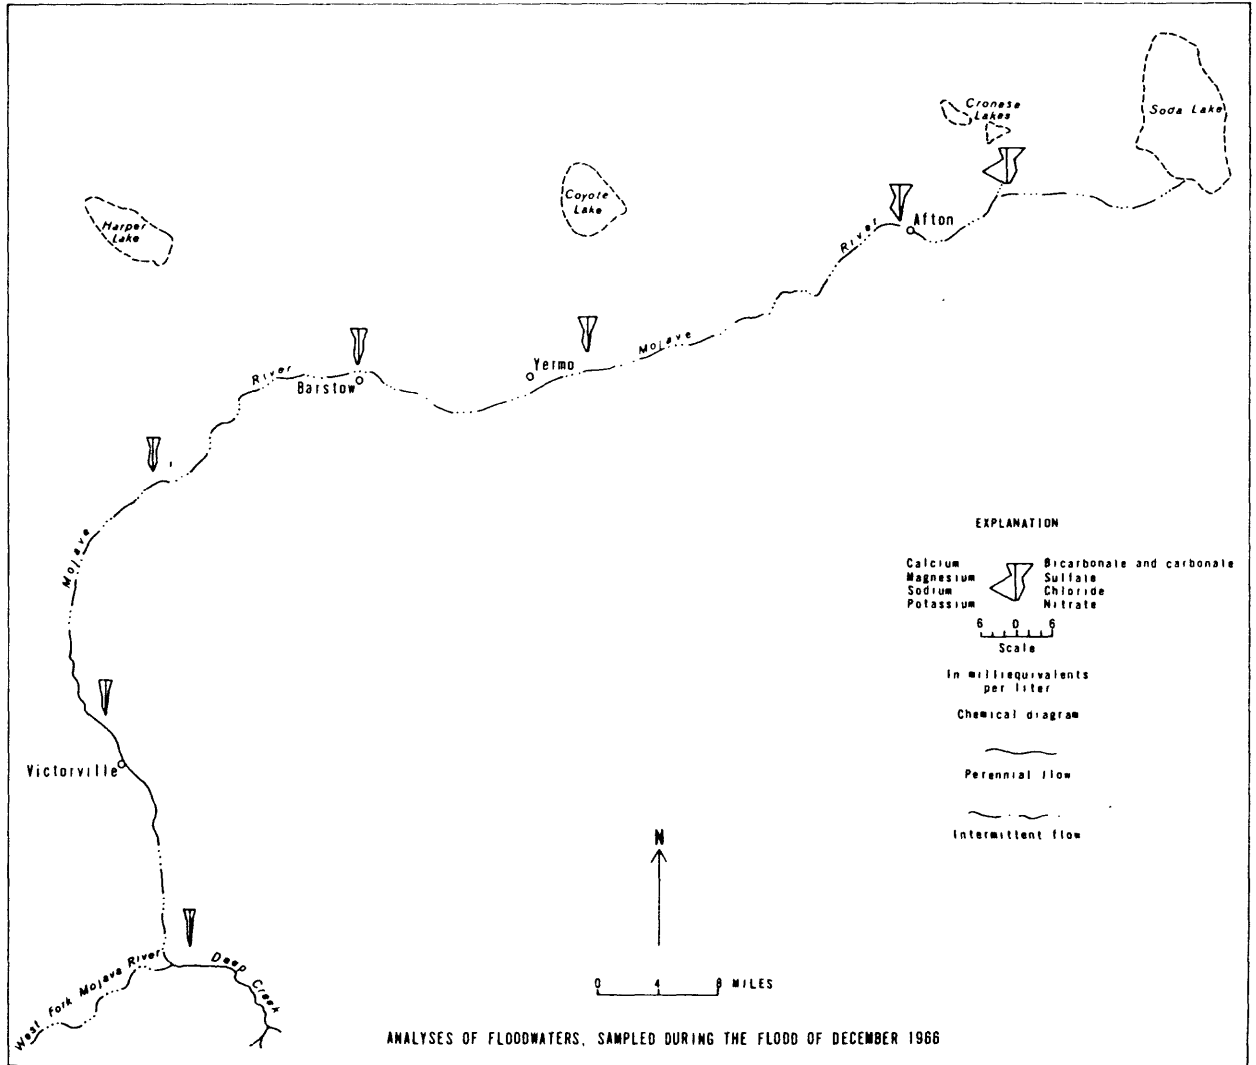 Soda Lake
Cronese
Lakes
Coyote
Lake
Harper
Lake
Afton
River
Mojave
Yermo
River
Barstow
Mojave
Victorville
West Fork Mojava River
Deep Creek
EXPLANATION
Calcium
Magnesium
Sodium
Potassium
Bicarbonate and carbonate
Sulfate
Chloride
Nitrate
6 0 6
Scale
In milliequivalents
per liter
Chemical diagram
Perennial flow
Intermittent flow
N
0 4 8 MILES
ANALYSES OF FLOODWATERS, SAMPLED DURING THE FLOOD OF DECEMBER 1966